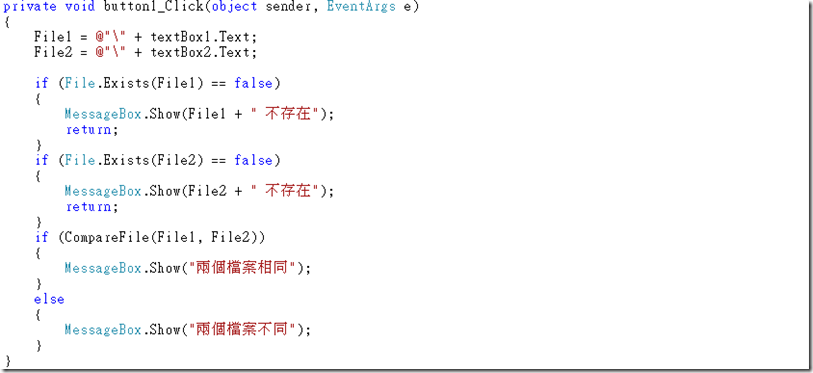 private void button1_Click(object sender, EventArgs e)
{
    File1 = @"\" + textBox1.Text;
    File2 = @"\" + textBox2.Text;

    if (File.Exists(File1) == false)
    {
        MessageBox.Show(File1 + " 不存在");
        return;
    }
    if (File.Exists(File2) == false)
    {
        MessageBox.Show(File2 + " 不存在");
        return;
    }
    if (CompareFile(File1, File2))
    {
        MessageBox.Show("兩個檔案相同");
    }
    else
    {
        MessageBox.Show("兩個檔案不同");
    }
}